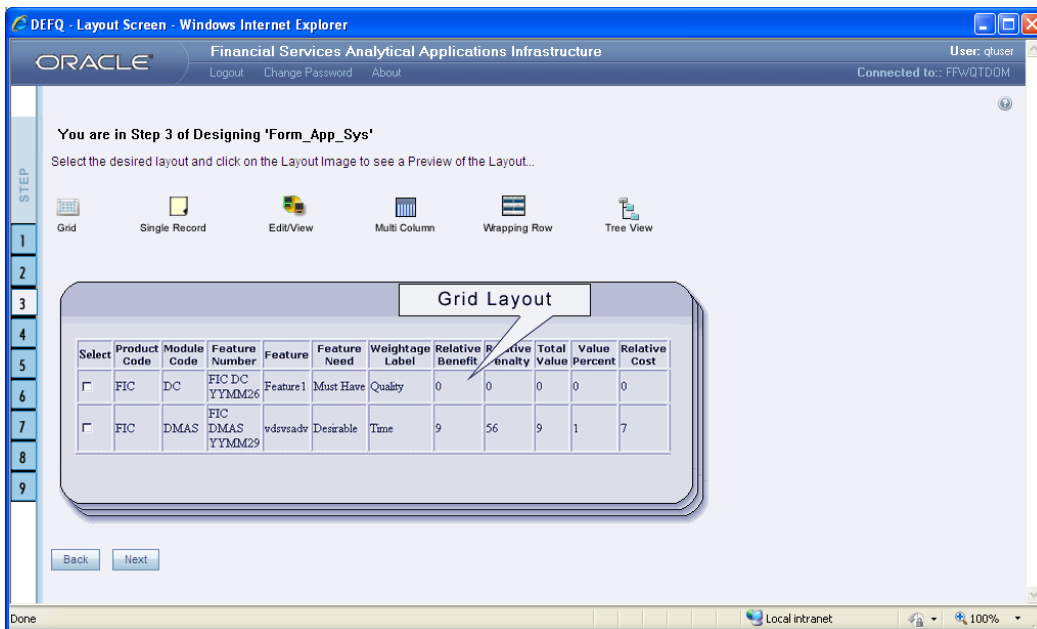 DEFQ - Layout Screen - Windows Internet Explorer
ORACLE
Financial Services Analytical Applications Infrastructure
User: qtuser
Logout Change Password About
Connected to:: FFWQTDOM
You are in Step 3 of Designing 'Form_App_Sys'
Select the desired layout and click on the Layout Image to see a Preview of the Layout...
STEP
Grid Single Record Edit/View Multi Column Wrapping Row Tree View
1
2
3
4
5
6
7
8
9
Grid Layout
Select Product Code Module Code Feature Number Feature Feature Need Weightage Label Relative Benefit Total Value Value Percent Relative Cost
FIC DC FIC DC YYMM26 Feature1 Must Have Quality 0 0 0 0 0
FIC DMAS FIC DMAS YYMM29 vdsvsadv Desirable Time 9 56 9 1 7
Back Next
Done Local intranet 100%